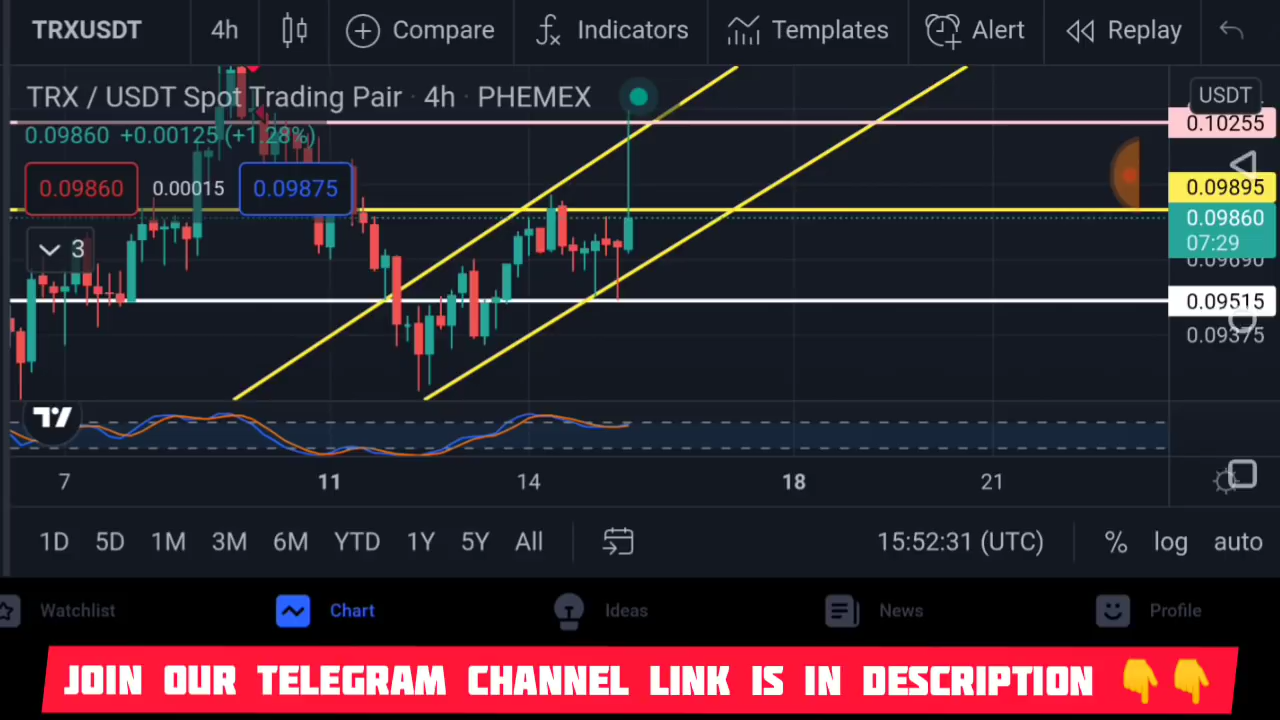 TRXUSDT 4h Compare Indicators Templates Alert Replay
TRX / USDT Spot Trading Pair · 4h · PHEMEX
USDT
0.10255
0.09860 +0.00125 (+1.28%)
0.09860 0.00015 0.09875
0.09895
0.09860
07:29
3
0.09515
0.09375
7 11 14 18 21
1D 5D 1M 3M 6M YTD 1Y 5Y All 15:52:31 (UTC) % log auto
Watchlist Chart Ideas News Profile
JOIN OUR TELEGRAM CHANNEL LINK IS IN DESCRIPTION 👇👇